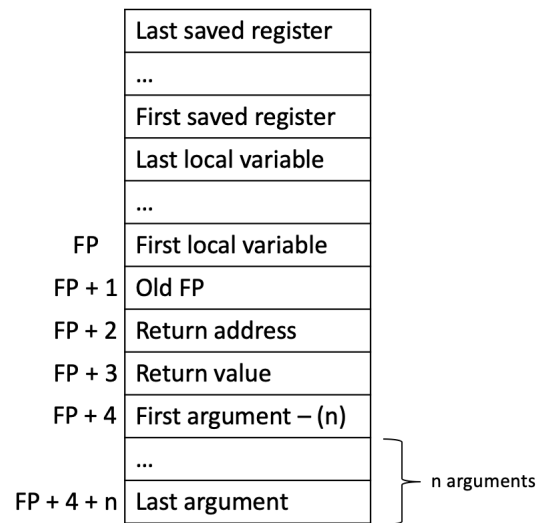 Last saved register
...
First saved register
Last local variable
...
FP First local variable
FP + 1 Old FP
FP + 2 Return address
FP + 3 Return value
FP + 4 First argument – (n)
...
n arguments
FP + 4 + n Last argument